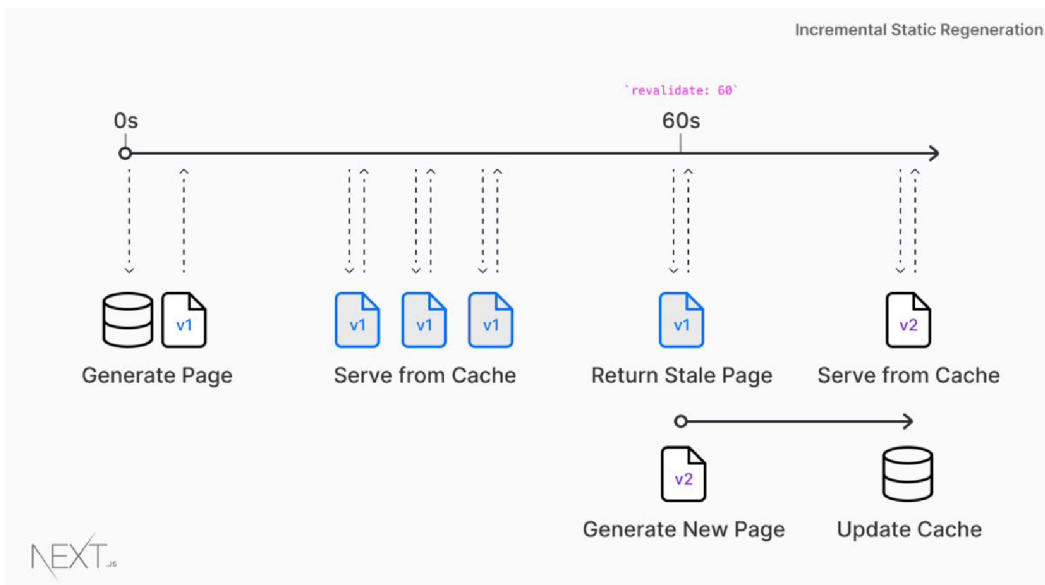 Incremental Static Regeneration
`revalidate: 60`
0s
60s
v1
v1
v1
v1
v1
v2
Generate Page
Serve from Cache
Return Stale Page
Serve from Cache
v2
Generate New Page
Update Cache
NEXT.JS